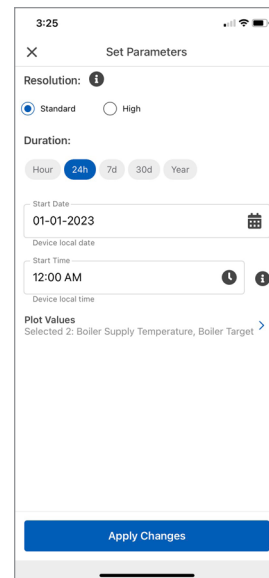 3:25
Set Parameters
Resolution:
Standard
High
Duration:
Hour
24h
7d
30d
Year
Start Date
01-01-2023
Device local date
Start Time
12:00 AM
Device local time
Plot Values
Selected 2: Boiler Supply Temperature, Boiler Target
Apply Changes